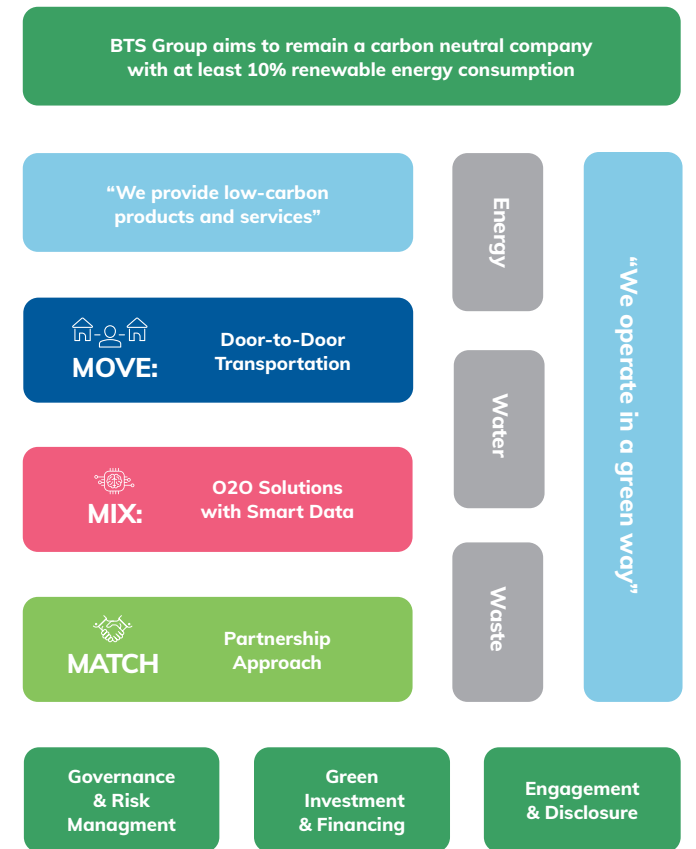 BTS Group aims to remain a carbon neutral company
with at least 10% renewable energy consumption
“We provide low-carbon
products and services”
MOVE:
Door-to-Door
Transportation
MIX:
O2O Solutions
with Smart Data
MATCH
Partnership
Approach
Energy
Water
Waste
“We operate in a green way”
Governance
& Risk
Managment
Green
Investment
& Financing
Engagement
& Disclosure